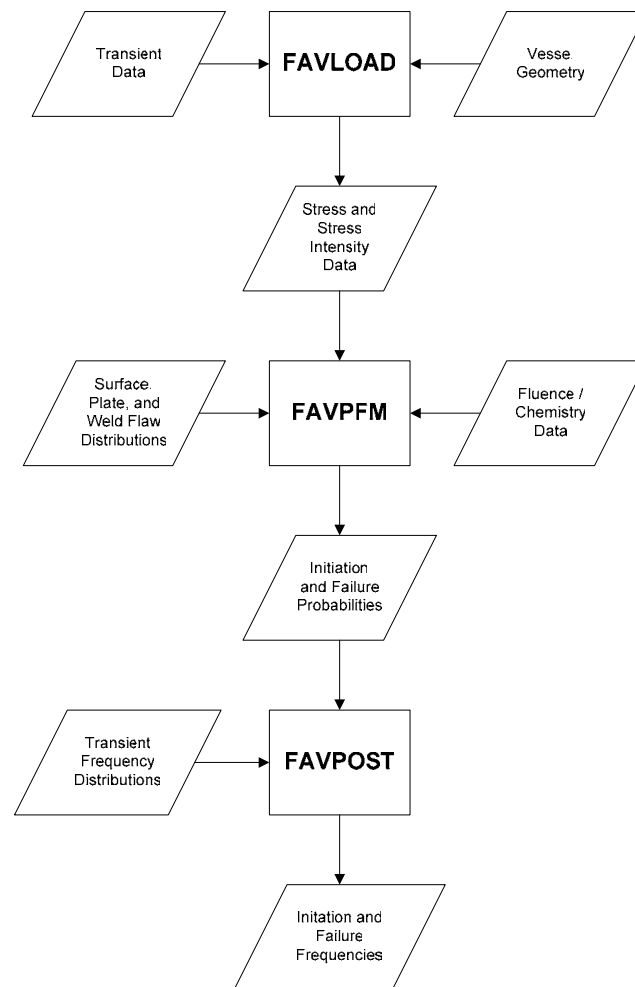 Transient
Data
FAVLOAD
Vesse
Geometry
Stress and
Stress
Intensity
Data
Surface,
Plate, and
Weld Flaw
Distributions
FAVPFM
Fluence /
Chemistry
Data
Initiation
and Failure
Probabilities
Transient
Frequency
Distributions
FAVPOST
Initation and
Failure
Frequencies